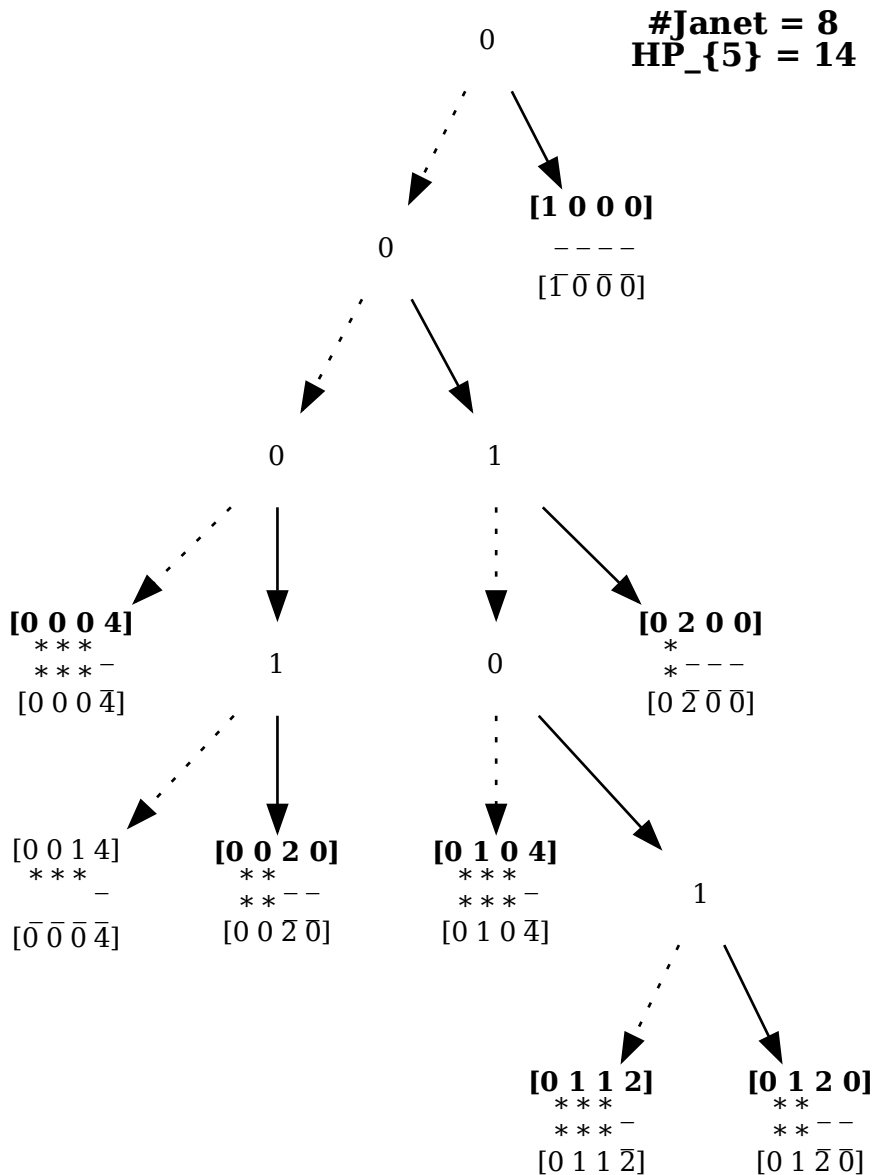 #Janet = 8
HP_{5} = 14
0
[1 0 0 0]
_ _ _ _
_ _ _ _
[1 0 0 0]
0
0
1
[0 0 0 4]
* * *
* * * _
_
[0 0 0 4]
1
0
[0 2 0 0]
*
* _ _ _
_ _ _
[0 2 0 0]
[0 0 1 4]
* * *
_
_ _ _ _
[0 0 0 4]
[0 0 2 0]
* *
* * _ _
_ _
[0 0 2 0]
[0 1 0 4]
* * *
* * * _
_
[0 1 0 4]
1
[0 1 1 2]
* * *
* * * _
_
[0 1 1 2]
[0 1 2 0]
* *
* * _ _
_ _
[0 1 2 0]